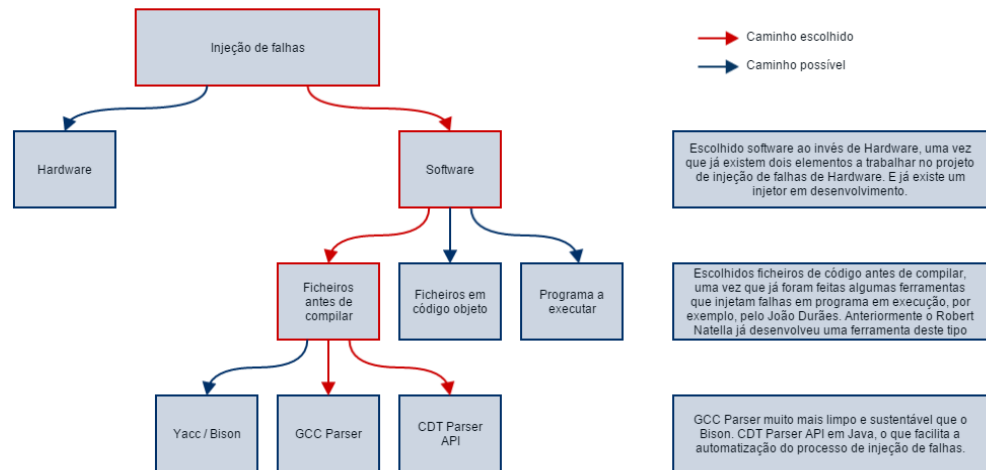 Injeção de falhas
Caminho escolhido
Caminho possível
Hardware
Software
Escolhido software ao invés de Hardware, uma vez
que já existem dois elementos a trabalhar no projeto
de injeção de falhas de Hardware. E já existe um
injetor em desenvolvimento.
Ficheiros
antes de
compilar
Ficheiros em
código objeto
Programa a
executar
Escolhidos ficheiros de código antes de compilar,
uma vez que já foram feitas algumas ferramentas
que injetam falhas em programa em execução, por
exemplo, pelo João Durães. Anteriormente o Robert
Natella já desenvolveu uma ferramenta deste tipo
Yacc / Bison
GCC Parser
CDT Parser
API
GCC Parser muito mais limpo e sustentável que o
Bison. CDT Parser API em Java, o que facilita a
automatização do processo de injeção de falhas.